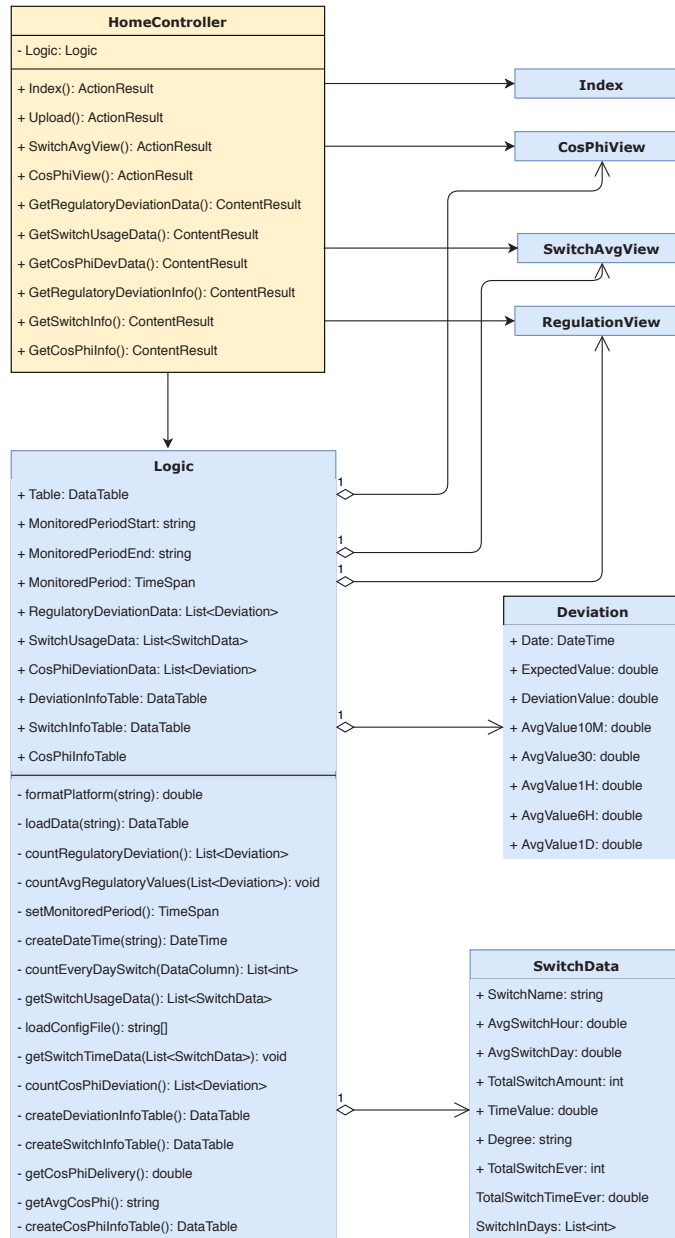 HomeController
- Logic: Logic
+ Index(): ActionResult
+ Upload(): ActionResult
+ SwitchAvgView(): ActionResult
+ CosPhiView(): ActionResult
+ GetRegulatoryDeviationData(): ContentResult
+ GetSwitchUsageData(): ContentResult
+ GetCosPhiDevData(): ContentResult
+ GetRegulatoryDeviationInfo(): ContentResult
+ GetSwitchInfo(): ContentResult
+ GetCosPhiInfo(): ContentResult
Index
CosPhiView
SwitchAvgView
RegulationView
Logic
+ Table: DataTable
+ MonitoredPeriodStart: string
+ MonitoredPeriodEnd: string
+ MonitoredPeriod: TimeSpan
+ RegulatoryDeviationData: List<Deviation>
+ SwitchUsageData: List<SwitchData>
+ CosPhiDeviationData: List<Deviation>
+ DeviationInfoTable: DataTable
+ SwitchInfoTable: DataTable
+ CosPhiInfoTable
- formatPlatform(string): double
- loadData(string): DataTable
- countRegulatoryDeviation(): List<Deviation>
- countAvgRegulatoryValues(List<Deviation>): void
- setMonitoredPeriod(): TimeSpan
- createDateTime(string): DateTime
- countEveryDaySwitch(DataColumn): List<int>
- getSwitchUsageData(): List<SwitchData>
- loadConfigFile(): string[]
- getSwitchTimeData(List<SwitchData>): void
- countCosPhiDeviation(): List<Deviation>
- createDeviationInfoTable(): DataTable
- createSwitchInfoTable(): DataTable
- getCosPhiDelivery(): double
- getAvgCosPhi(): string
- createCosPhiInfoTable(): DataTable
1
1
1
1
1
Deviation
+ Date: DateTime
+ ExpectedValue: double
+ DeviationValue: double
+ AvgValue10M: double
+ AvgValue30: double
+ AvgValue1H: double
+ AvgValue6H: double
+ AvgValue1D: double
SwitchData
+ SwitchName: string
+ AvgSwitchHour: double
+ AvgSwitchDay: double
+ TotalSwitchAmount: int
+ TimeValue: double
+ Degree: string
+ TotalSwitchEver: int
TotalSwitchTimeEver: double
SwitchInDays: List<int>